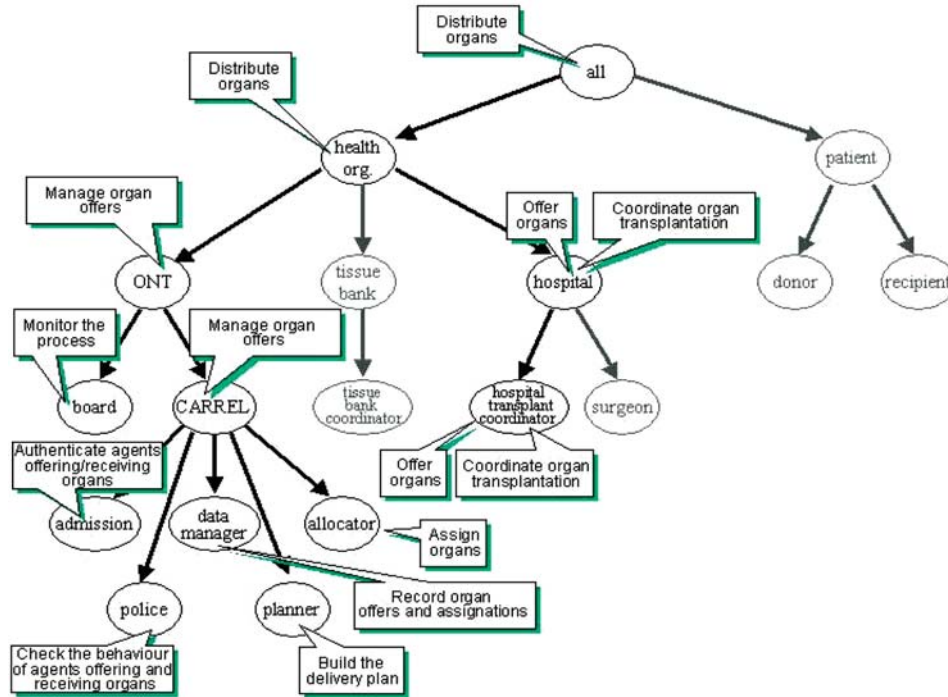 Distribute
organs
all
Distribute
organs
health
org.
patient
Manage organ
offers
Offer
organs
Coordinate organ
transplantation
ONT
tissue
bank
hospital
donor
recipient
Monitor the
process
Manage organ
offers
board
CARREL
tissue
bank
coordinator
hospital
transplant
coordinator
surgeon
Authenticate agents
offering/receiving
organs
Offer
organs
Coordinate organ
transplantation
admission
data
manager
allocator
Assign
organs
police
planner
Record organ
offers and assignations
Check the behaviour
of agents offering and
receiving organs
Build the
delivery plan